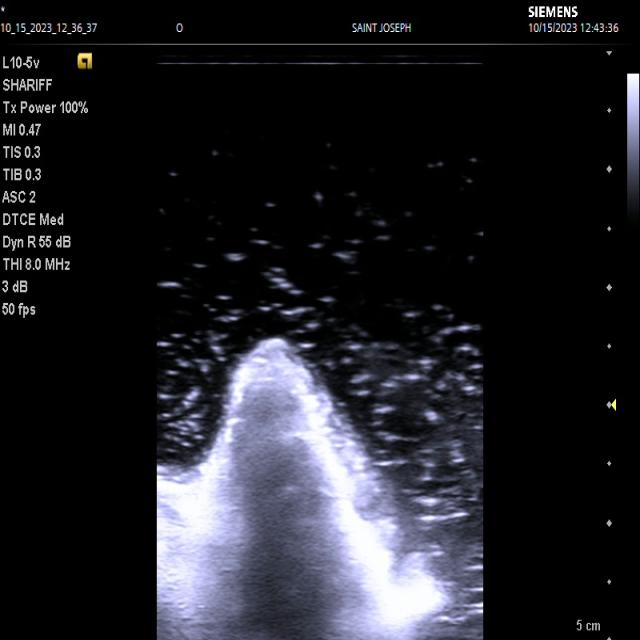 SIEMENS
10_15_2023_12_36_37 O SAINT JOSEPH 10/15/2023 12:43:36
L10-5v
SHARIFF
Tx Power 100%
MI 0.47
TIS 0.3
TIB 0.3
ASC 2
DTCE Med
Dyn R 55 dB
THI 8.0 MHz
3 dB
50 fps
5 cm